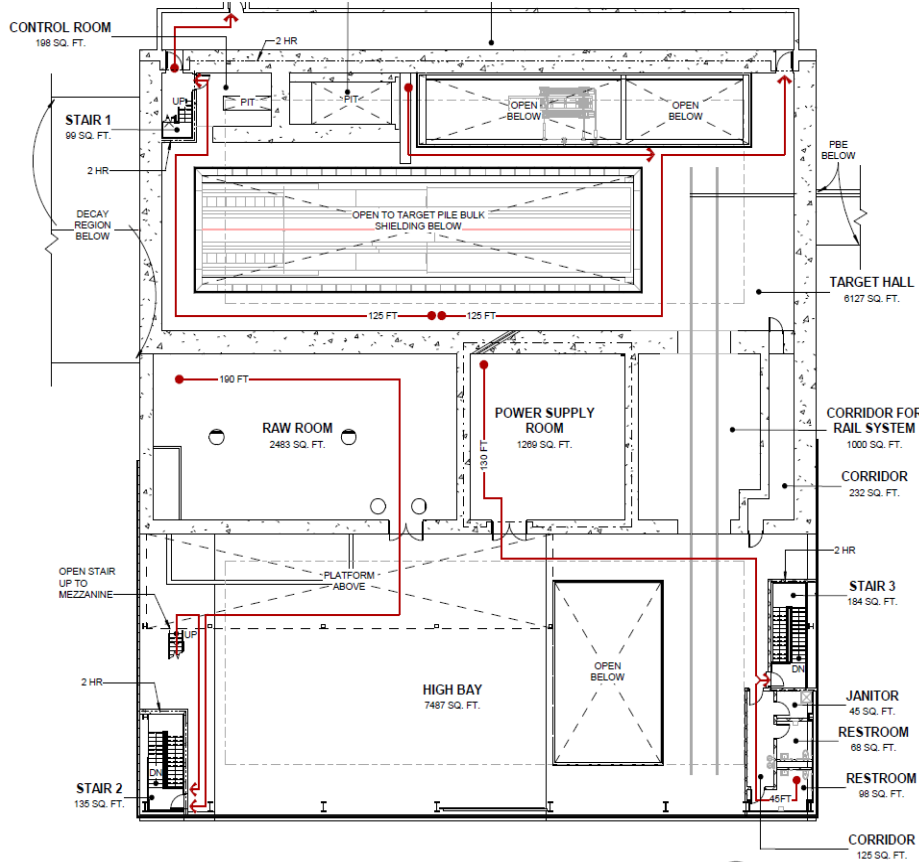 CONTROL ROOM
198 SQ. FT.
2 HR
UP
PIT
PIT
OPEN
BELOW
OPEN
BELOW
STAIR 1
99 SQ. FT.
2 HR
PBE
BELOW
DECAY
REGION
BELOW
OPEN TO TARGET PILE BULK
SHIELDING BELOW
TARGET HALL
6127 SQ. FT.
125 FT
125 FT
190 FT
RAW ROOM
2483 SQ. FT.
POWER SUPPLY
ROOM
1269 SQ. FT.
130 FT
CORRIDOR FOR
RAIL SYSTEM
1000 SQ. FT.
CORRIDOR
232 SQ. FT.
2 HR
OPEN STAIR
UP TO
MEZZANINE
PLATFORM
ABOVE
STAIR 3
184 SQ. FT.
UP
DN
OPEN
BELOW
2 HR
HIGH BAY
7487 SQ. FT.
JANITOR
45 SQ. FT.
RESTROOM
68 SQ. FT.
DN
STAIR 2
135 SQ. FT.
RESTROOM
98 SQ. FT.
45FT
CORRIDOR
125 SQ. FT.